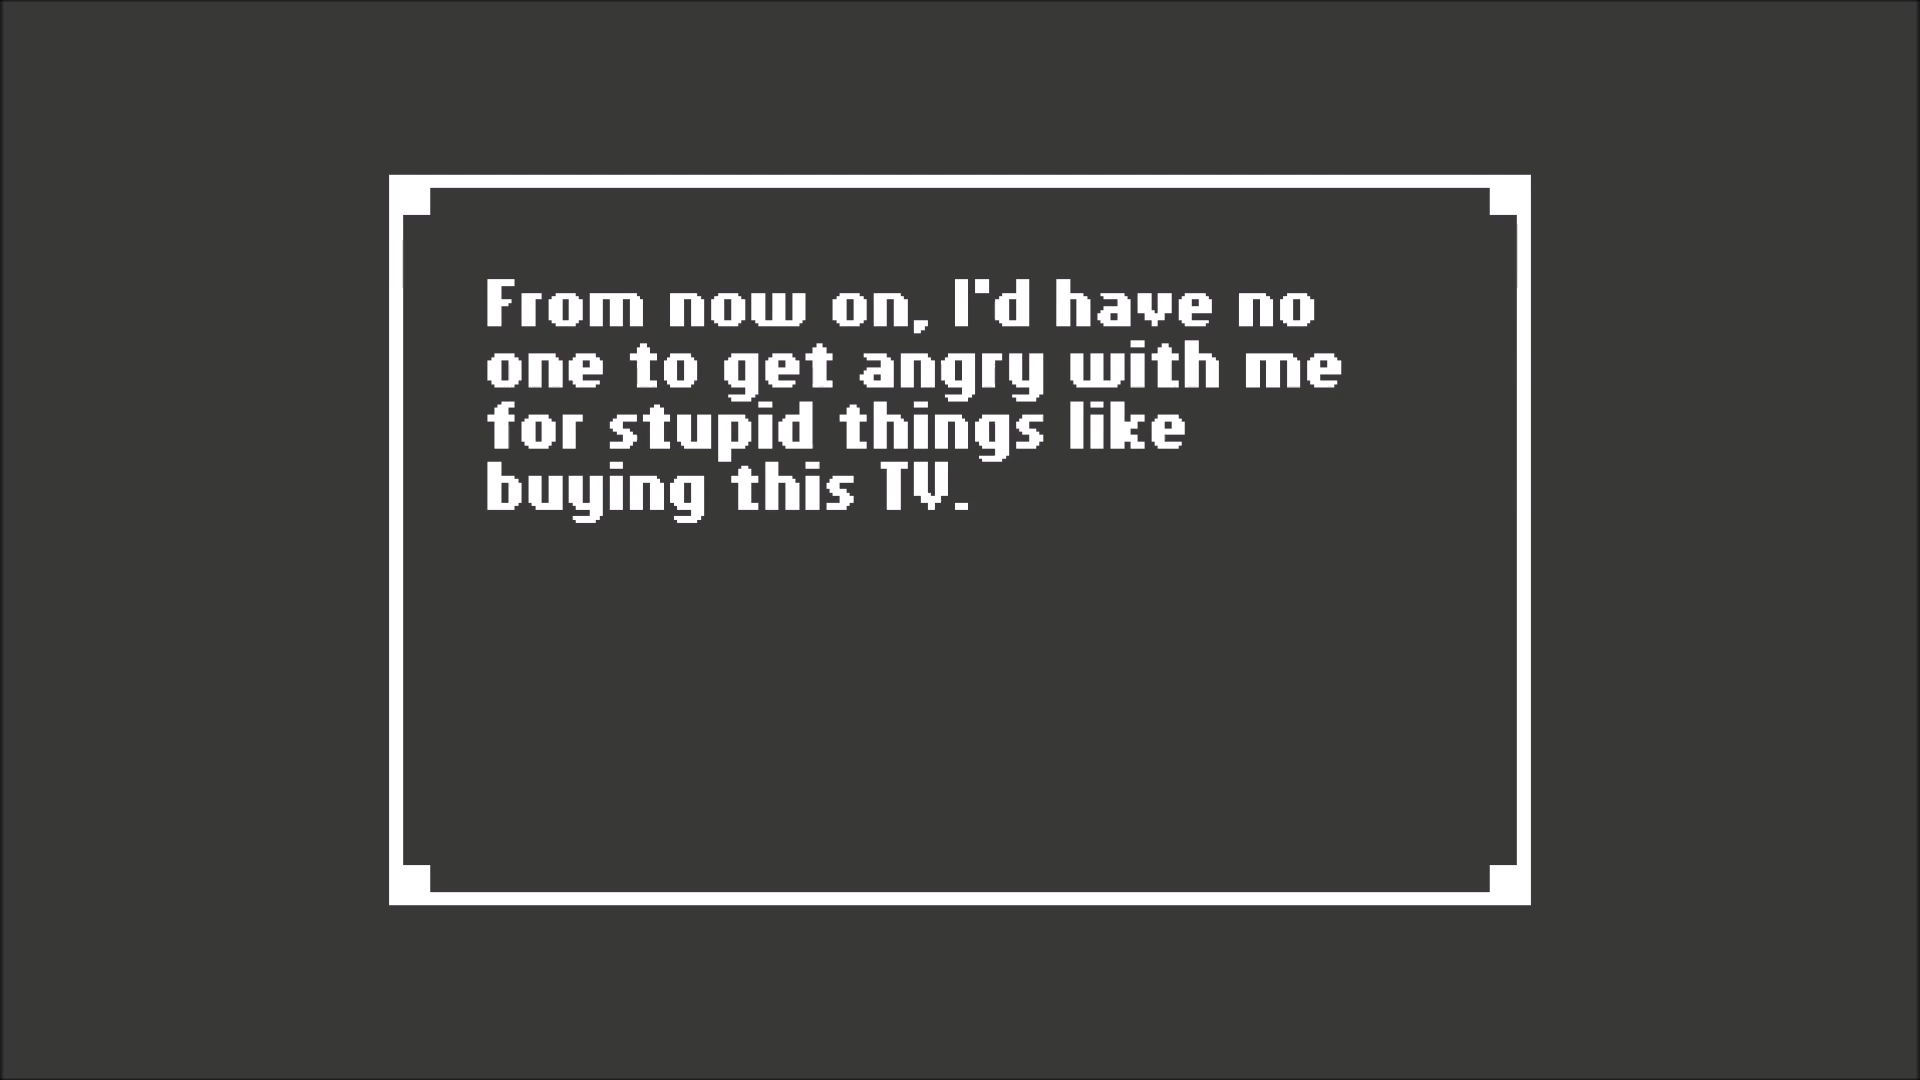 From now on, I'd have no
one to get angry with me
for stupid things like
buying this TV.